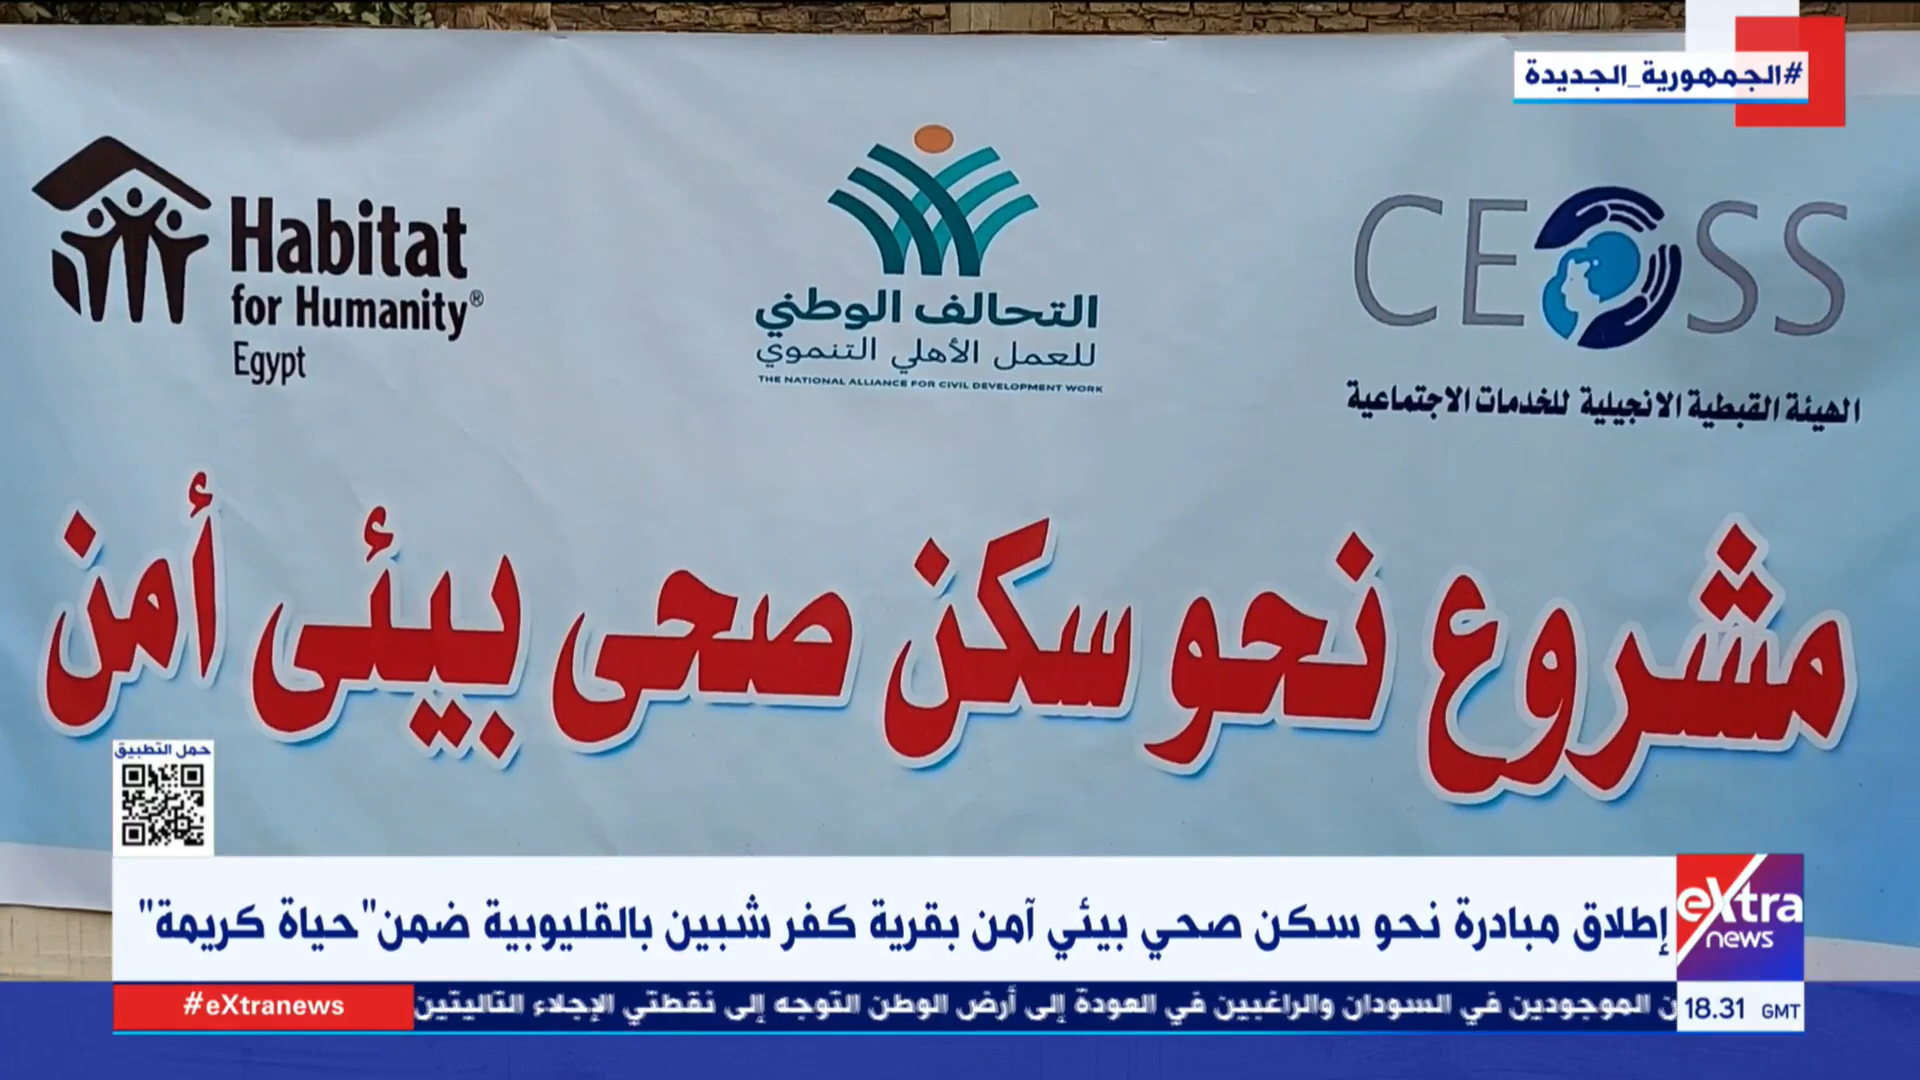 #الجمهورية_الجديدة
Habitat
for Humanity®
Egypt
التحالف الوطني
للعمل الأهلي التنموي
THE NATIONAL ALLIANCE FOR CIVIL DEVELOPMENT WORK
CEOSS
الهيئة القبطية الانجيلية للخدمات الاجتماعية
مشروع نحو سكن صحى بيئى أمن
حمل التطبيق
إطلاق مبادرة نحو سكن صحي بيئي آمن بقرية كفر شبين بالقليوبية ضمن"حياة كريمة"
eXtra
news
#eXtranews
الموجودين في السودان والراغبين في العودة إلى أرض الوطن التوجه إلى نقطتي الإجلاء التاليتين
18.31 GMT